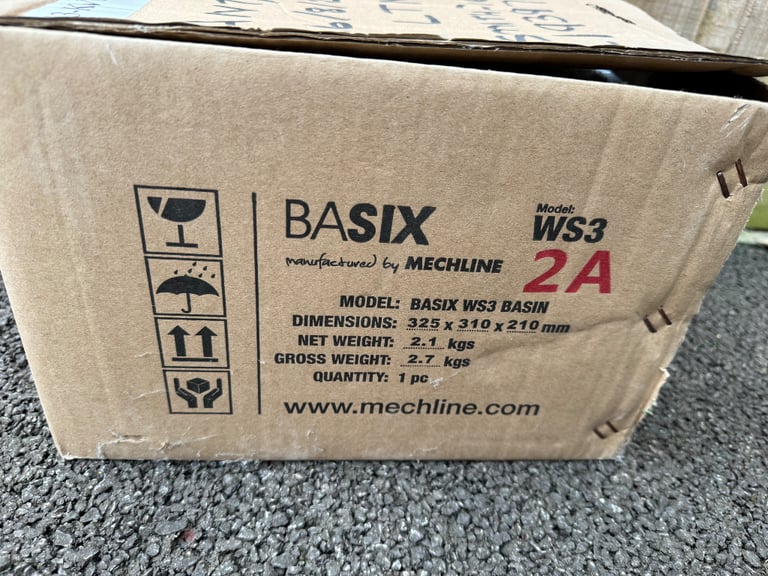 BASIX
manufactured by MECHLINE
Model:
WS3
2A
MODEL: BASIX WS3 BASIN
DIMENSIONS: 325 x 310 x 210 mm
NET WEIGHT: 2.1 kgs
GROSS WEIGHT: 2.7 kgs
QUANTITY: 1 pc
www.mechline.com